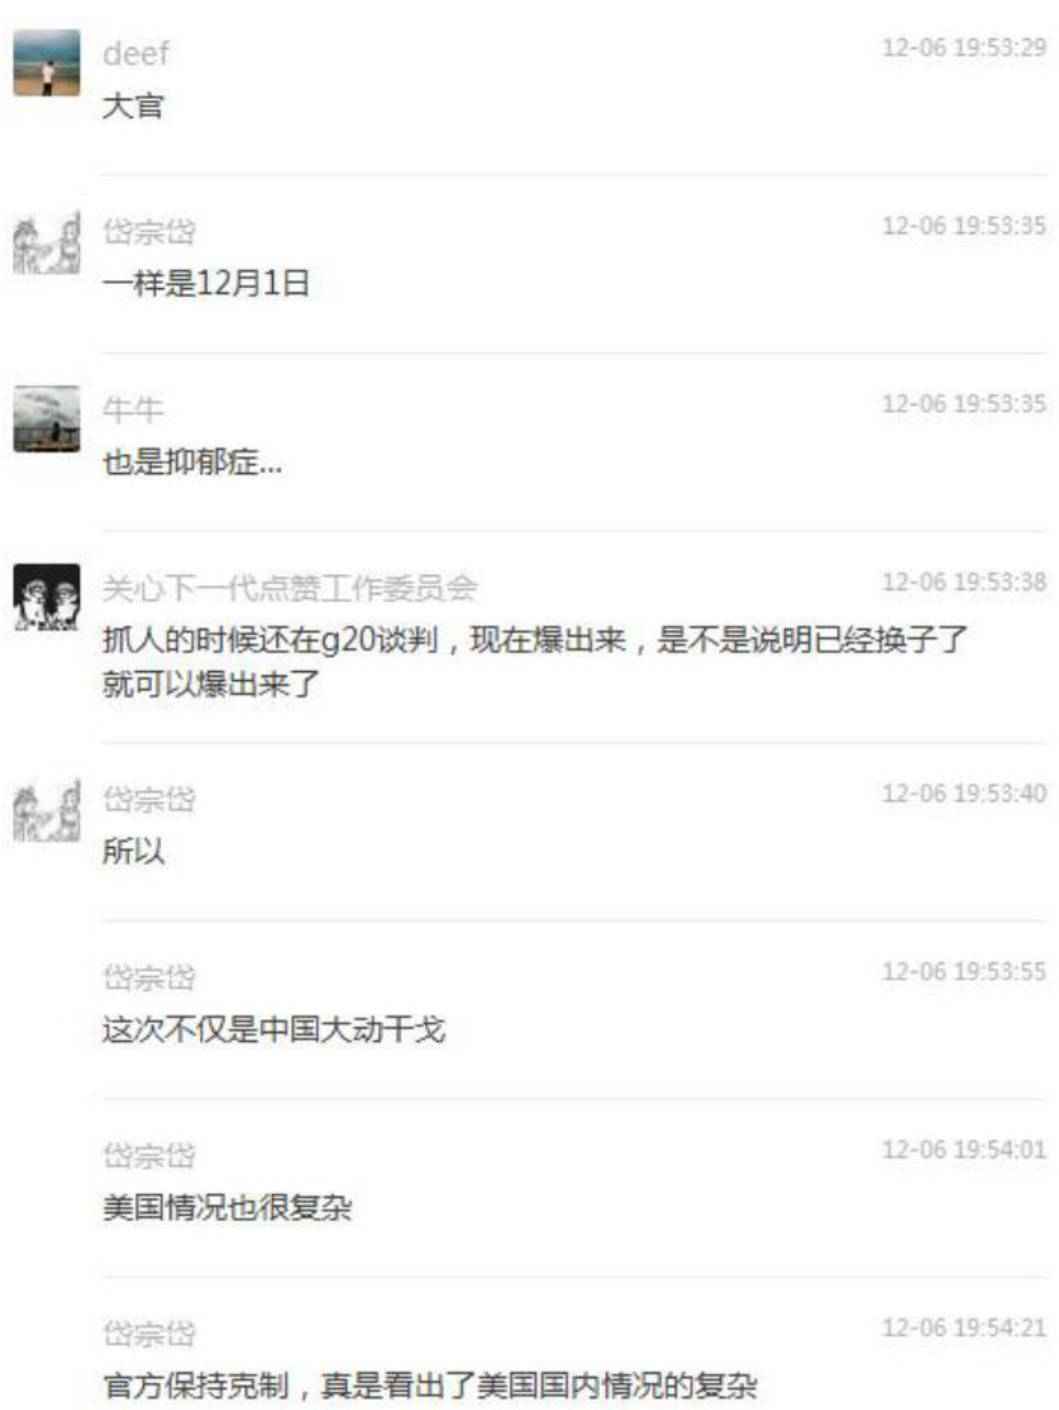 deef
12-06 19:53:29
大官
岱宗岱
12-06 19:53:35
一样是12月1日
牛牛
12-06 19:53:35
也是抑郁症...
关心下一代点赞工作委员会
12-06 19:53:38
抓人的时候还在g20谈判，现在爆出来，是不是说明已经换子了
就可以爆出来了
岱宗岱
12-06 19:53:40
所以
岱宗岱
12-06 19:53:55
这次不仅是中国大动干戈
岱宗岱
12-06 19:54:01
美国情况也很复杂
岱宗岱
12-06 19:54:21
官方保持克制，真是看出了美国国内情况的复杂